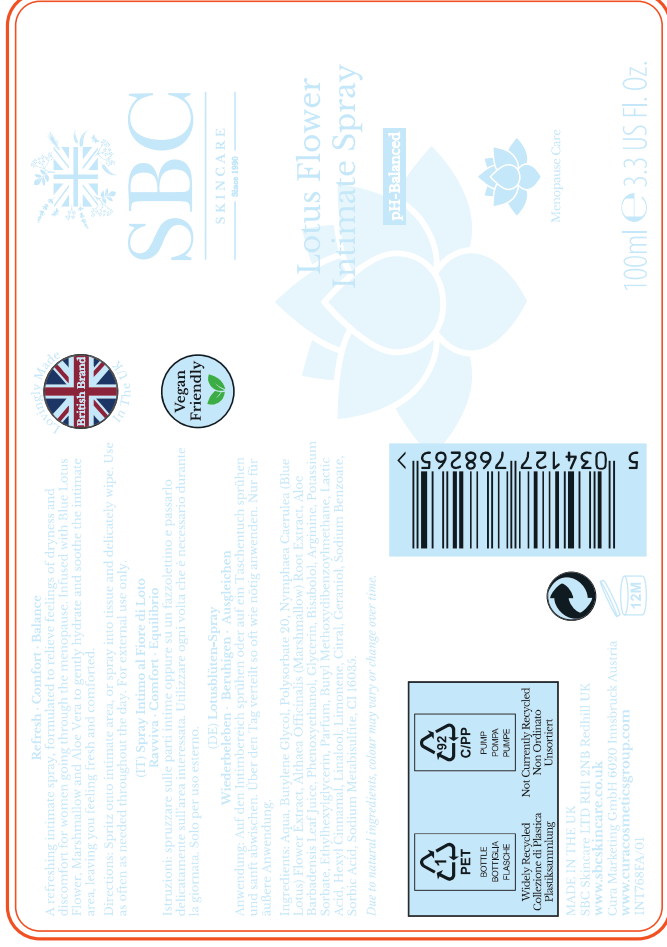 SBC
SKINCARE
Since 1990
Lotus Flower
Intimate Spray
pH-Balanced
Menopause Care
100ml ℮ 3.3 US Fl. Oz.
Lovingly Made
British Brand
In The UK
Vegan
Friendly
Refresh · Comfort · Balance
A refreshing intimate spray, formulated to relieve feelings of dryness and
discomfort for women going through the menopause. Infused with Blue Lotus
Flower, Marshmallow and Aloe Vera to gently hydrate and soothe the intimate
area, leaving you feeling fresh and comforted.
Directions: Spritz onto intimate area, or spray into tissue and delicately wipe. Use
as often as needed throughout the day. For external use only.
(IT) Spray Intimo al Fiore di Loto
Ravviva · Comfort · Equilibrio
Istruzioni: spruzzare sulle parti intime oppure su un fazzolettino e passarlo
delicatamente sull'area interessata. Utilizzare ogni volta che è necessario durante
la giornata. Solo per uso esterno.
(DE) Lotusblüten-Spray
Wiederbeleben · Beruhigen · Ausgleichen
Anwendung: Auf den Intimbereich sprühen oder auf ein Taschentuch sprühen
und sanft abwischen. Über den Tag verteilt so oft wie nötig anwenden. Nur für
äußere Anwendung.
Ingredients: Aqua, Butylene Glycol, Polysorbate 20, Nymphaea Caerulea (Blue
Lotus) Flower Extract, Althaea Officinalis (Marshmallow) Root Extract, Aloe
Barbadensis Leaf Juice, Phenoxyethanol, Glycerin, Bisabolol, Arginine, Potassium
Sorbate, Ethylhexylglycerin, Parfum, Butyl Methoxydibenzoylmethane, Lactic
Acid, Hexyl Cinnamal, Linalool, Limonene, Citral, Geraniol, Sodium Benzoate,
Sorbic Acid, Sodium Metabisulfite, CI 16035.
Due to natural ingredients, colour may vary or change over time.
5 034127 768265 >
12M
1
PET
BOTTLE
BOTTIGLIA
FLASCHE
Widely Recycled
Collezione di Plastica
Plastiksammlung
92
C/PP
PUMP
POMPA
PUMPE
Not Currently Recycled
Non Ordinato
Unsortiert
MADE IN THE UK
SBC Skincare LTD RH1 2NB Redhill UK
www.sbcskincare.co.uk
Cura Marketing GmbH 6020 Innsbruck Austria
www.curacosmeticsgroup.com
INT708FA/01